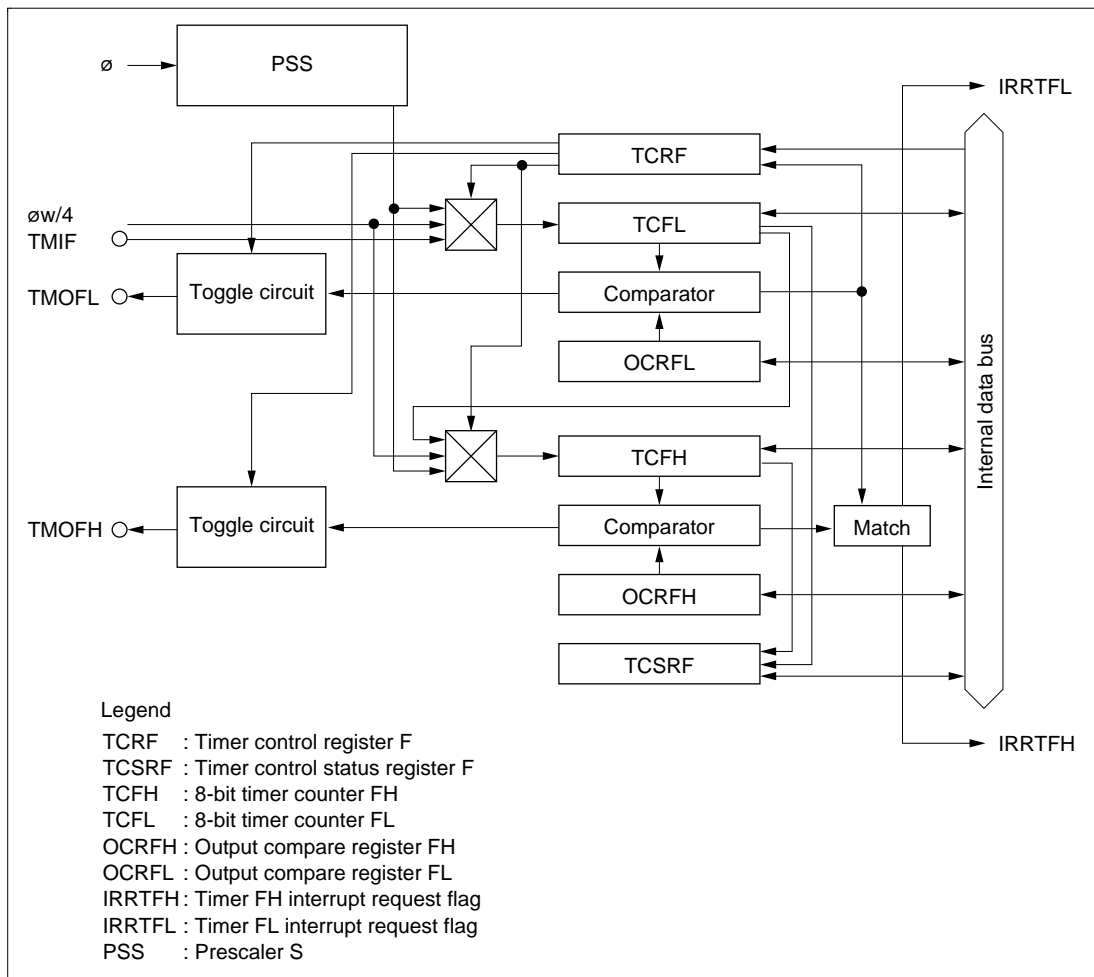 ø
PSS
IRRTFL
TCRF
øw/4
TMIF
TCFL
TMOFL
Toggle circuit
Comparator
OCRFL
Internal data bus
TCFH
TMOFH
Toggle circuit
Comparator
Match
OCRFH
TCSRF
IRRTFH
Legend
TCRF : Timer control register F
TCSRF : Timer control status register F
TCFH : 8-bit timer counter FH
TCFL : 8-bit timer counter FL
OCRFH : Output compare register FH
OCRFL : Output compare register FL
IRRTFH : Timer FH interrupt request flag
IRRTFL : Timer FL interrupt request flag
PSS : Prescaler S